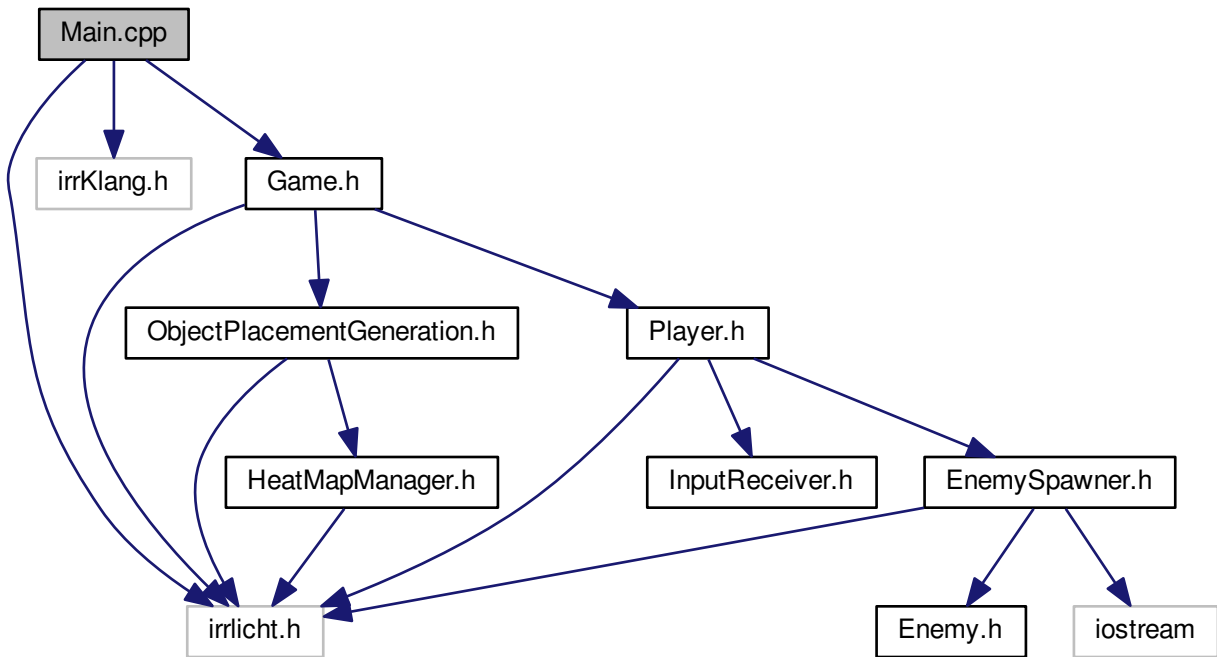 Main.cpp
irrKlang.h
Game.h
ObjectPlacementGeneration.h
Player.h
HeatMapManager.h
InputReceiver.h
EnemySpawner.h
irrlicht.h
Enemy.h
iostream